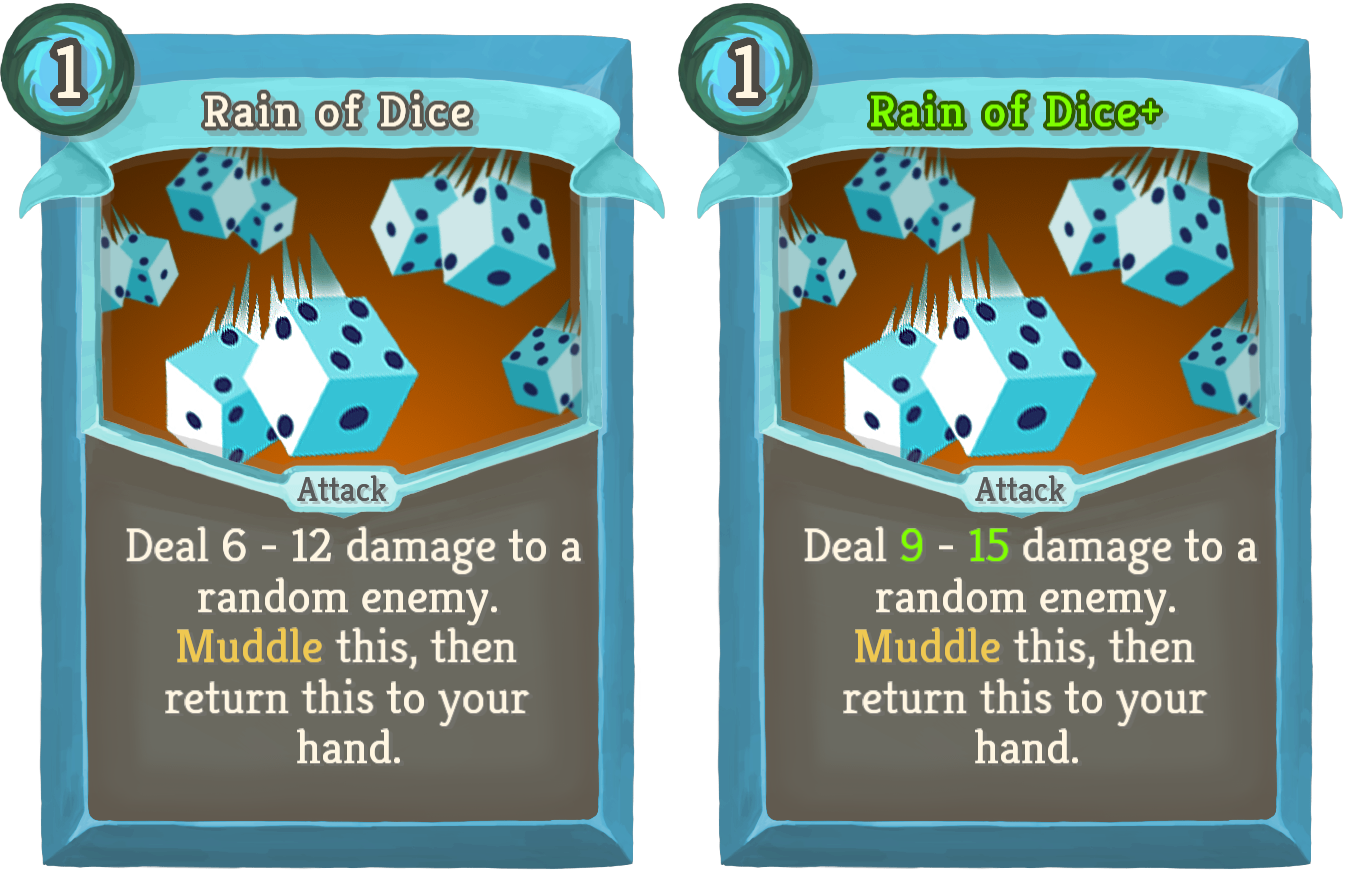 1
Rain of Dice
Attack
Deal 6 - 12 damage to a
random enemy.
Muddle this, then
return this to your
hand.
1
Rain of Dice+
Attack
Deal 9 - 15 damage to a
random enemy.
Muddle this, then
return this to your
hand.